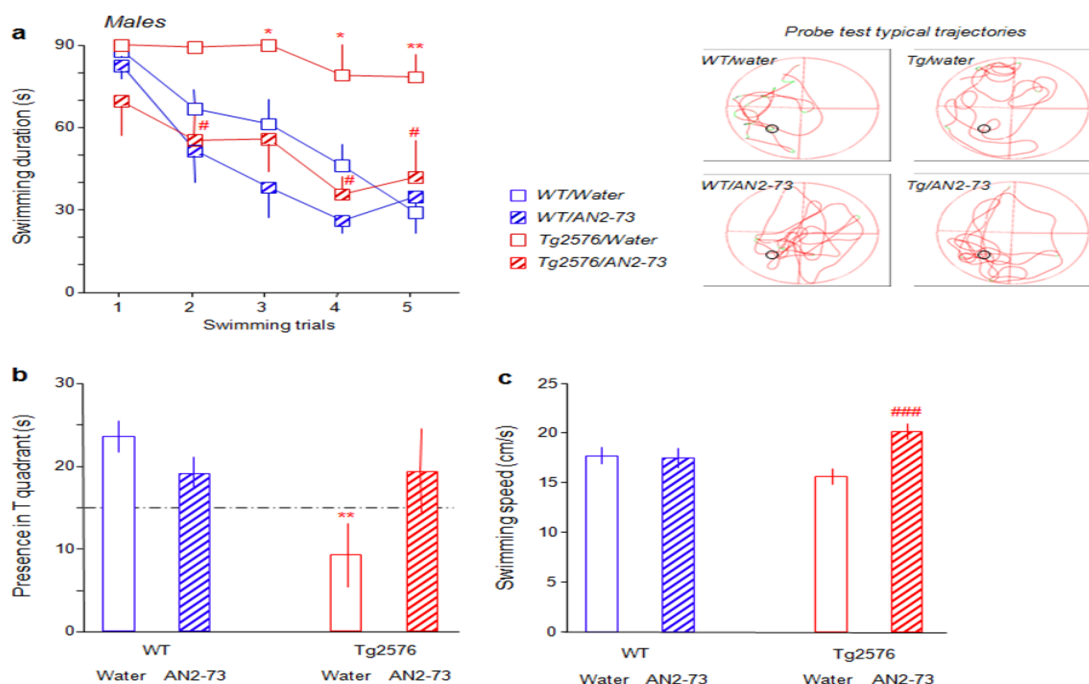 Males
a
90
60
30
0
Swimming duration (s)
*
*
**
#
#
#
1 2 3 4 5
Swimming trials
WT/Water
WT/AN2-73
Tg2576/Water
Tg2576/AN2-73
Probe test typical trajectories
WT/water
Tg/water
WT/AN2-73
Tg/AN2-73
b
30
20
10
0
Presence in T quadrant (s)
**
WT Tg2576
Water AN2-73 Water AN2-73
c
25
20
15
10
5
0
Swimming speed (cm/s)
###
WT Tg2576
Water AN2-73 Water AN2-73